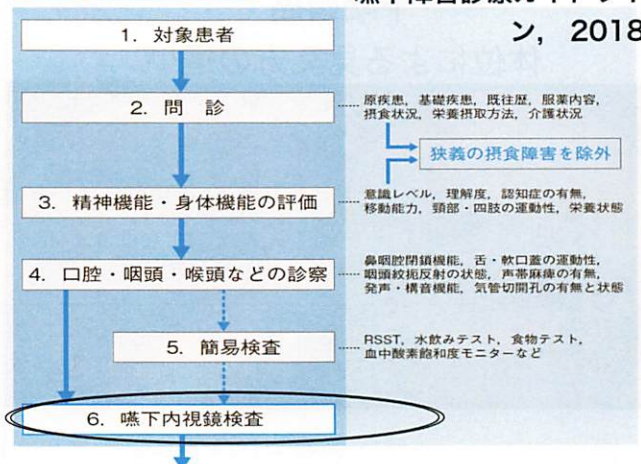 ン, 2018
1. 対象患者
2. 問 診
原疾患, 基礎疾患, 既往歴, 服薬内容,
摂食状況, 栄養摂取方法, 介護状況
狭義の摂食障害を除外
3. 精神機能・身体機能の評価
意識レベル, 理解度, 認知症の有無,
移動能力, 頸部・四肢の運動性, 栄養状態
4. 口腔・咽頭・喉頭などの診察
鼻咽腔閉鎖機能, 舌・軟口蓋の運動性,
咽頭絞扼反射の状態, 声帯麻痺の有無,
発声・構音機能, 気管切開孔の有無と状態
5. 簡易検査
RSST, 水飲みテスト, 食物テスト,
血中酸素飽和度モニターなど
6. 嚥下内視鏡検査